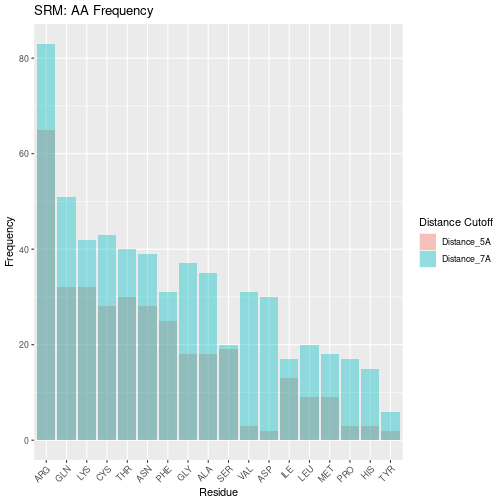 SRM: AA Frequency
80
60
40
20
0
Frequency
ARG
GLN
LYS
CYS
THR
ASN
PHE
GLY
ALA
SER
VAL
ASP
ILE
LEU
MET
PRO
HIS
TYR
Residue
Distance Cutoff
Distance_5A
Distance_7A